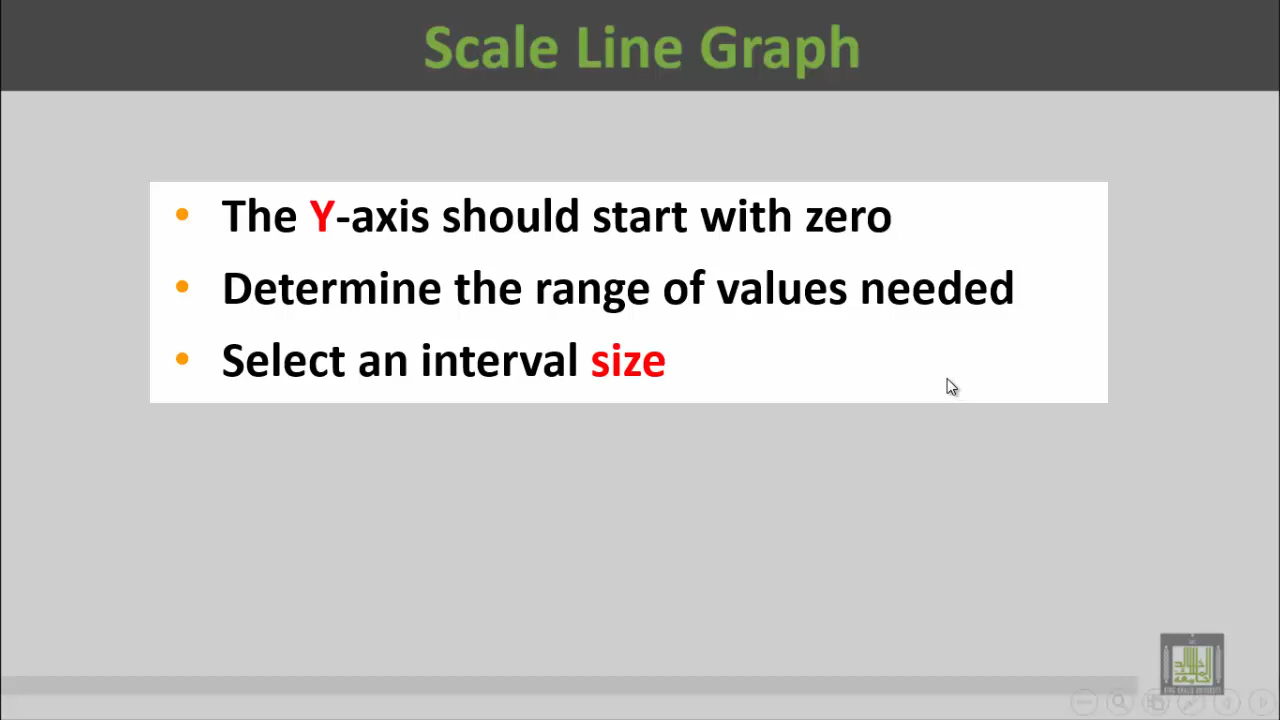 Scale Line Graph
• The Y-axis should start with zero
• Determine the range of values needed
• Select an interval size